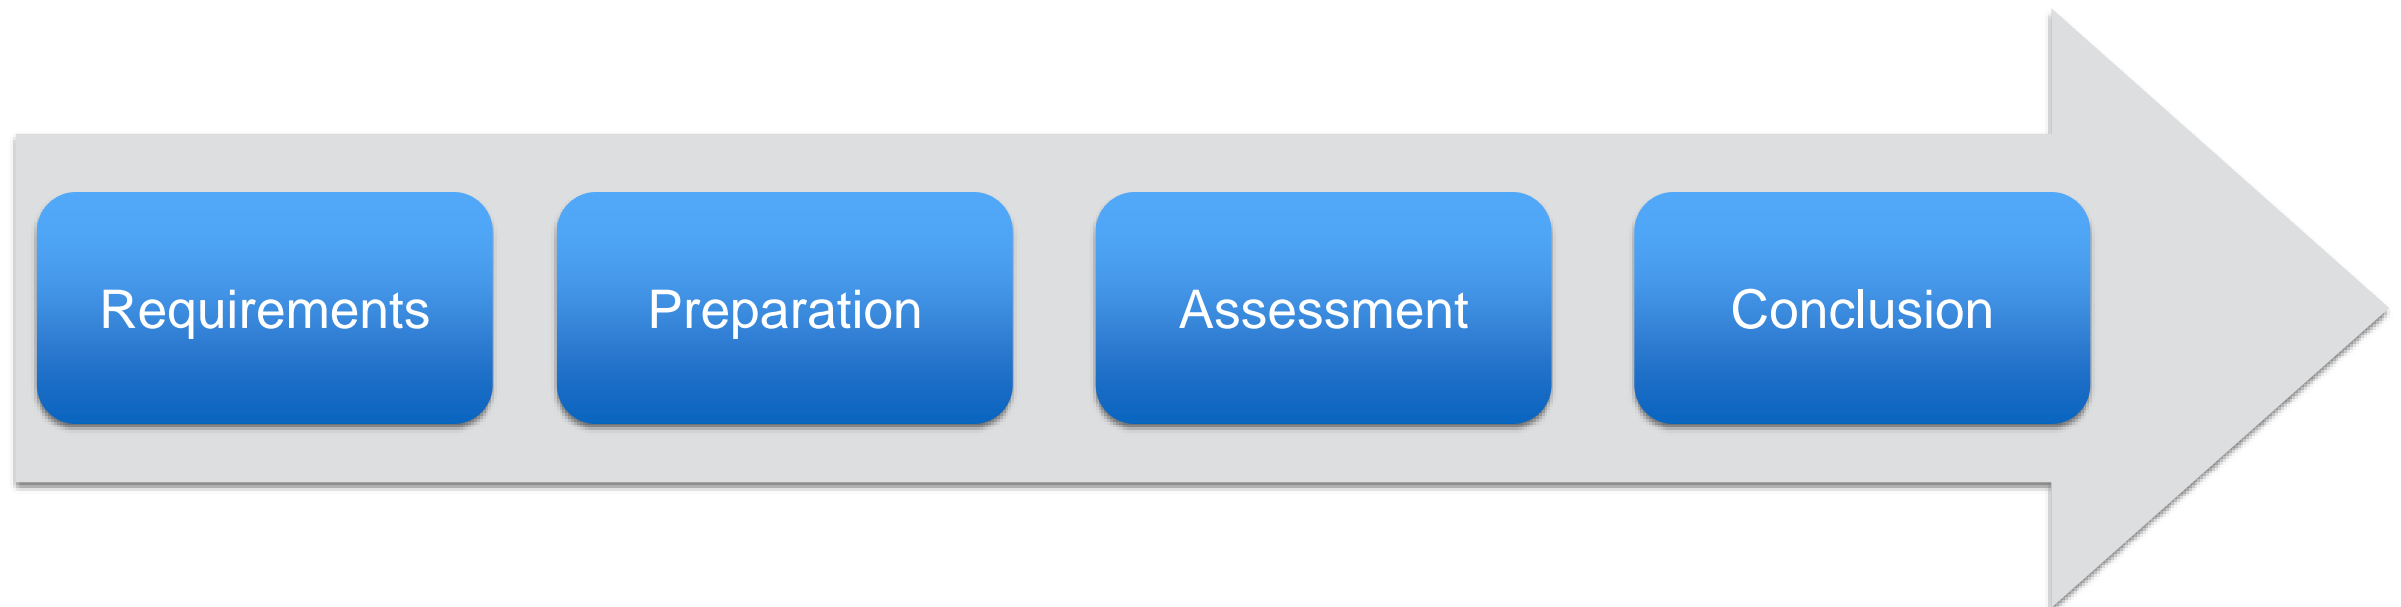 Requirements
Preparation
Assessment
Conclusion